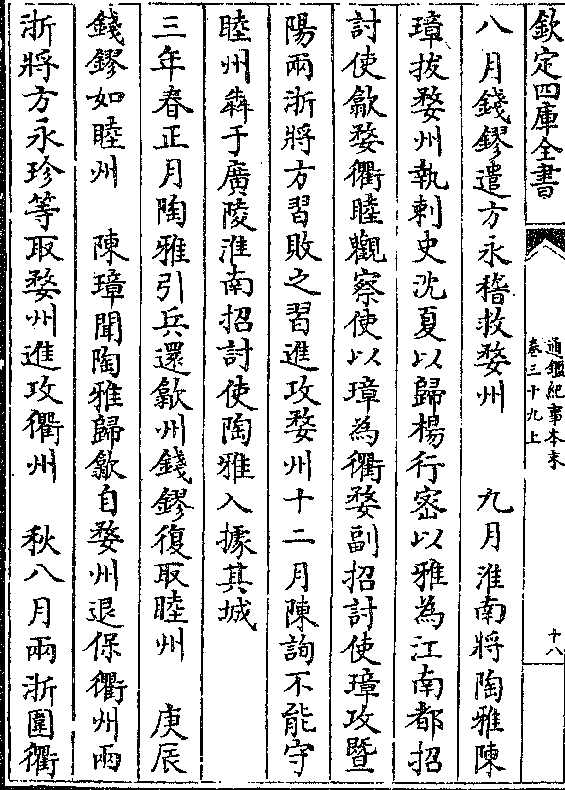 欽定四庫全書
通鑑紀事本末
卷三十九上
十八
八月錢鏐遣方永𤩽救婺州 九月淮南將陶雅陳
璋拔婺州執刺史沈夏以歸楊行密以雅為江南都招
討使歙婺衢睦觀察使以璋為衢婺副招討使璋攻暨
陽兩浙將方習敗之習進攻婺州十二月陳詢不能守
睦州犇于廣陵淮南招討使陶雅入據其城
三年春正月陶雅引兵還歙州錢鏐復取睦州 庚辰
錢鏐如睦州 陳璋聞陶雅歸歙自婺州退保衢州兩
浙將方永珍等取婺州進攻衢州 秋八月兩浙圍衢